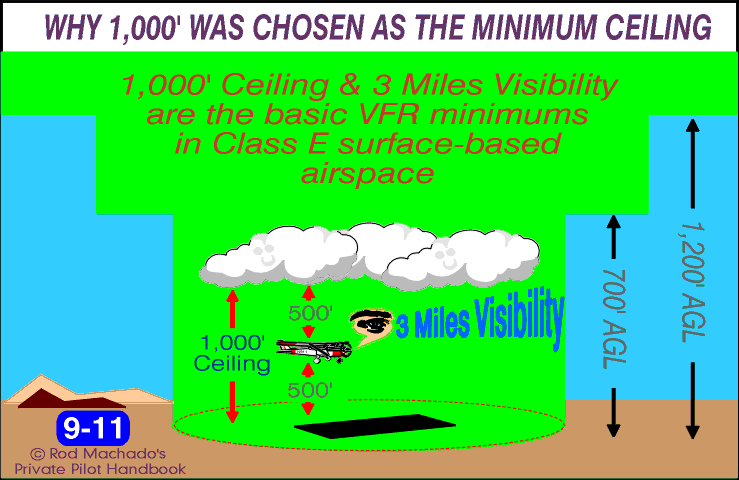 WHY 1,000' WAS CHOSEN AS THE MINIMUM CEILING
1,000' Ceiling & 3 Miles Visibility
are the basic VFR minimums
in Class E surface-based
airspace
500'
3 Miles Visibility
1,000'
Ceiling
500'
700' AGL
1,200' AGL
9-11
© Rod Machado's
Private Pilot Handbook